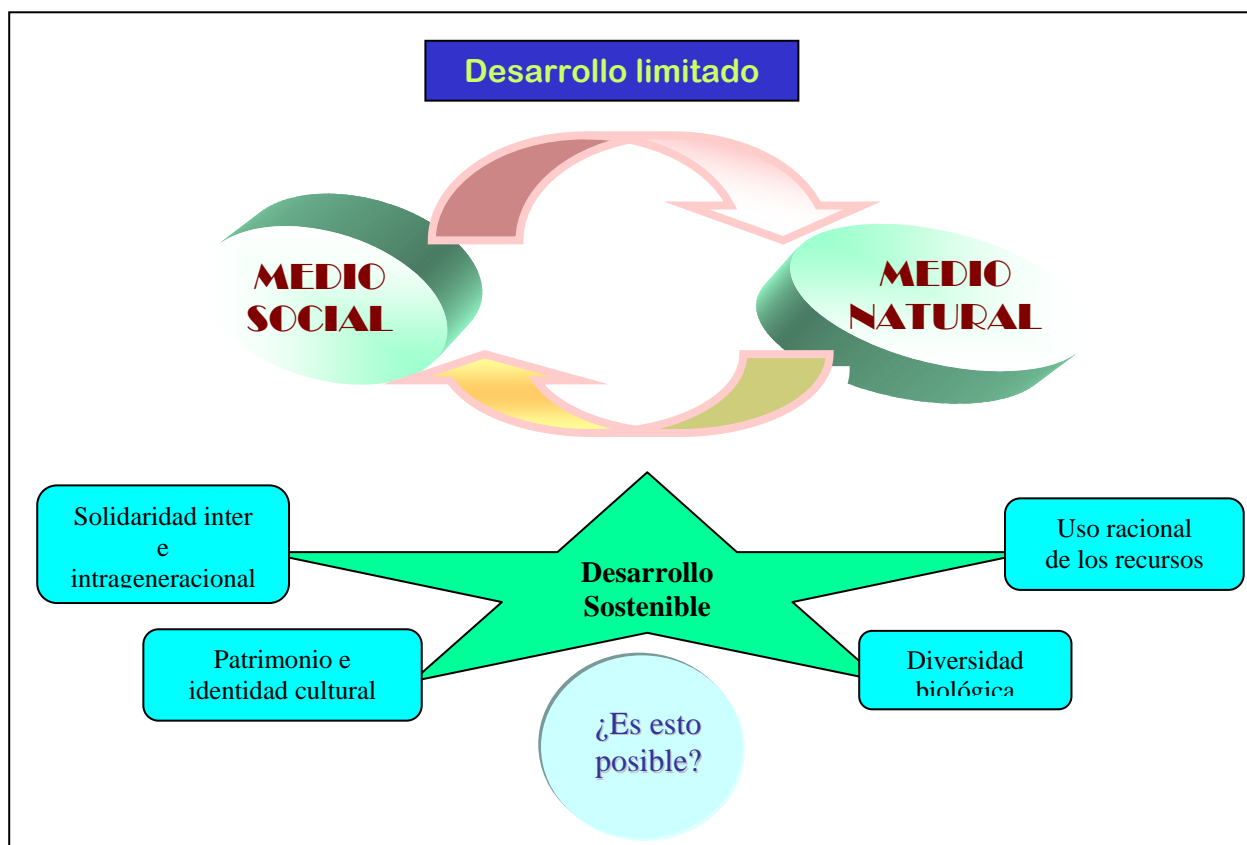 Desarrollo limitado
MEDIO
SOCIAL
MEDIO
NATURAL
Solidaridad inter
e
intrageneracional
Uso racional
de los recursos
Desarrollo
Sostenible
Patrimonio e
identidad cultural
Diversidad
biológica
¿Es esto
posible?